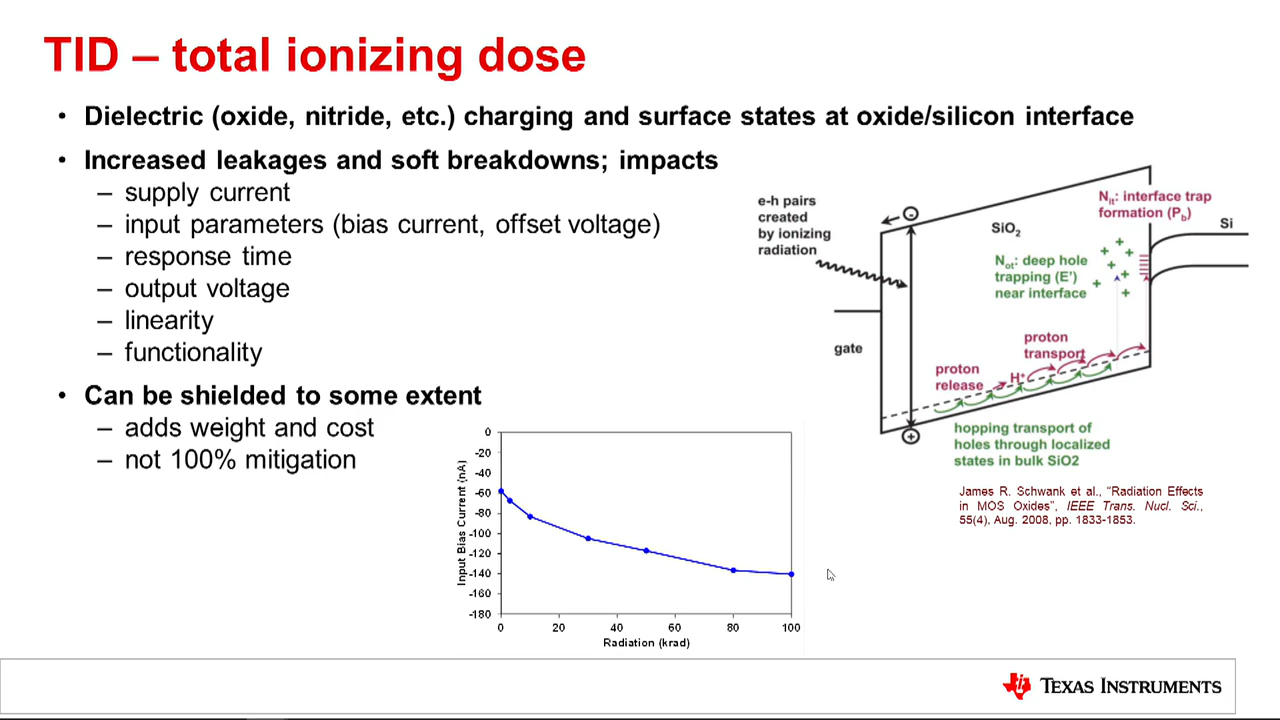 TID – total ionizing dose
• Dielectric (oxide, nitride, etc.) charging and surface states at oxide/silicon interface
• Increased leakages and soft breakdowns; impacts
– supply current
– input parameters (bias current, offset voltage)
– response time
– output voltage
– linearity
– functionality
• Can be shielded to some extent
– adds weight and cost
– not 100% mitigation
e-h pairs
created
by ionizing
radiation
-
SiO2
Nit: interface trap
formation (Pb)
Si
Not: deep hole
trapping (E')
near interface
+ + + + + + + +
gate
proton
transport
proton
release
H+
+
hopping transport of
holes through localized
states in bulk SiO2
James R. Schwank et al., “Radiation Effects
in MOS Oxides”, IEEE Trans. Nucl. Sci.,
55(4), Aug. 2008, pp. 1833-1853.
Input Bias Current (nA)
0
-20
-40
-60
-80
-100
-120
-140
-160
-180
0 20 40 60 80 100
Radiation (krad)
TEXAS INSTRUMENTS